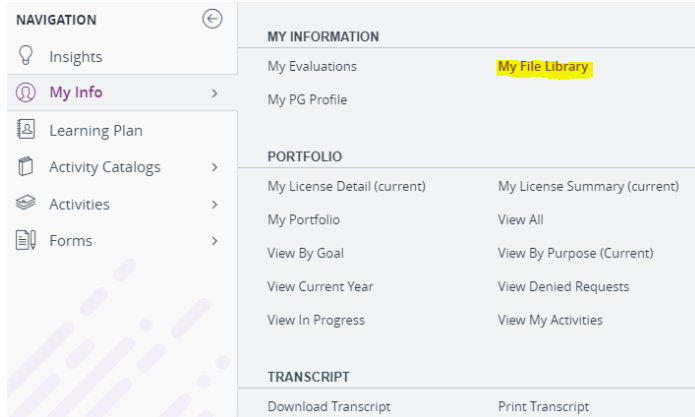 NAVIGATION
Insights
My Info
Learning Plan
Activity Catalogs
Activities
Forms
MY INFORMATION
My Evaluations My File Library
My PG Profile
PORTFOLIO
My License Detail (current) My License Summary (current)
My Portfolio View All
View By Goal View By Purpose (Current)
View Current Year View Denied Requests
View In Progress View My Activities
TRANSCRIPT
Download Transcript Print Transcript